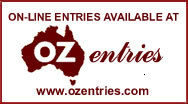 ON-LINE ENTRIES AVAILABLE AT
OZ entries
www.ozentries.com